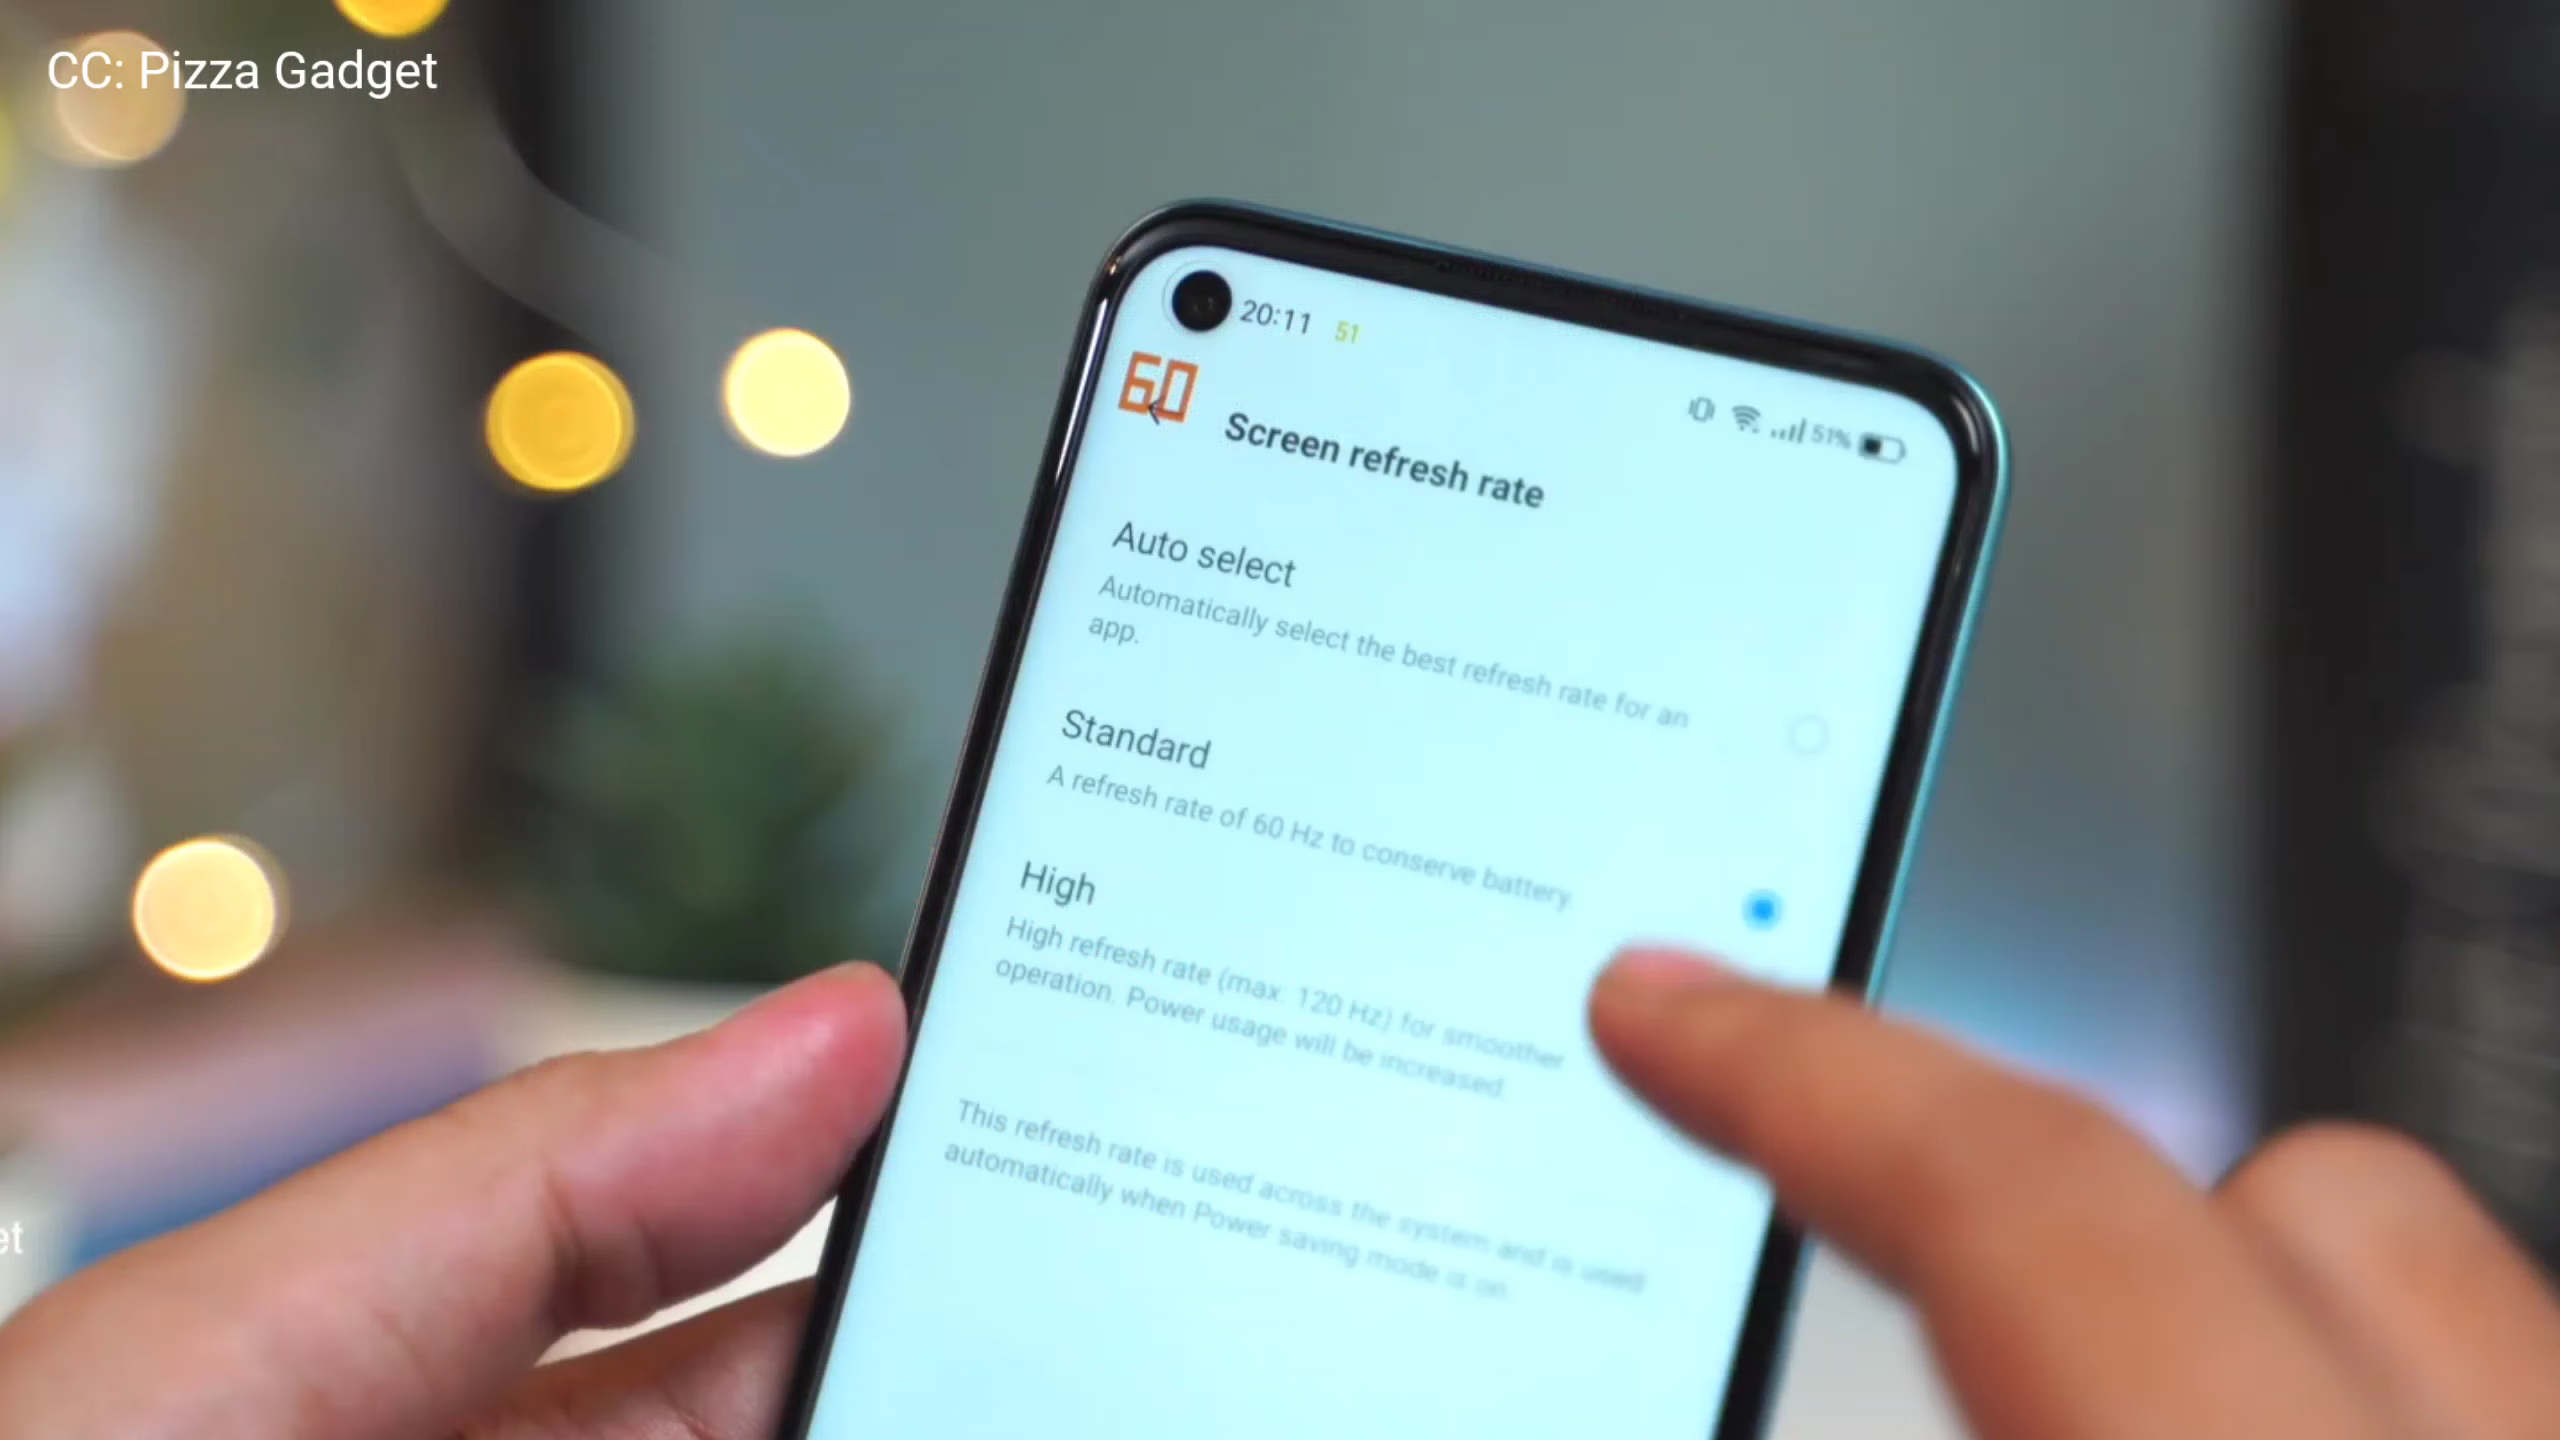 CC: Pizza Gadget
20:11 51
51%
60
Screen refresh rate
Auto select
Automatically select the best refresh rate for an
app.
Standard
A refresh rate of 60 Hz to conserve battery.
High
High refresh rate (max: 120 Hz) for smoother
operation. Power usage will be increased.
This refresh rate is used across the system and is used
automatically when Power saving mode is on.
et